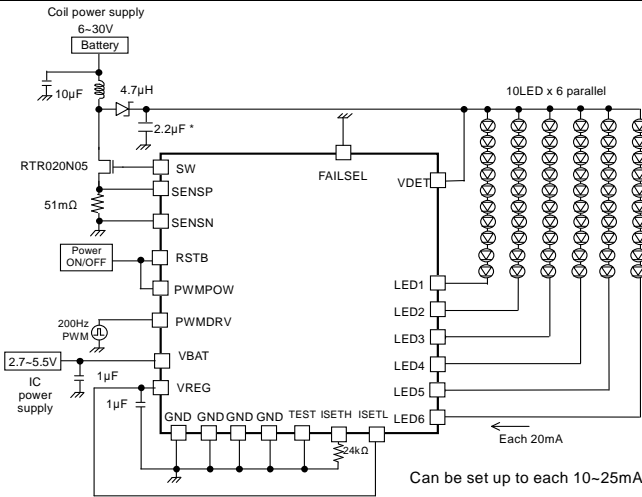 Coil power supply
6~30V
Battery
10µF
4.7µH
2.2µF *
10LED x 6 parallel
RTR020N05
SW
FAILSEL
VDET
SENSP
51mΩ
SENSN
Power
ON/OFF
RSTB
PWMPOW
LED1
LED2
200Hz
PWM
PWMDRV
LED3
2.7~5.5V
VBAT
LED4
IC
power
supply
1µF
VREG
LED5
1µF
GND GND GND GND TEST ISETH ISETL
LED6
24kΩ
Each 20mA
Can be set up to each 10~25mA